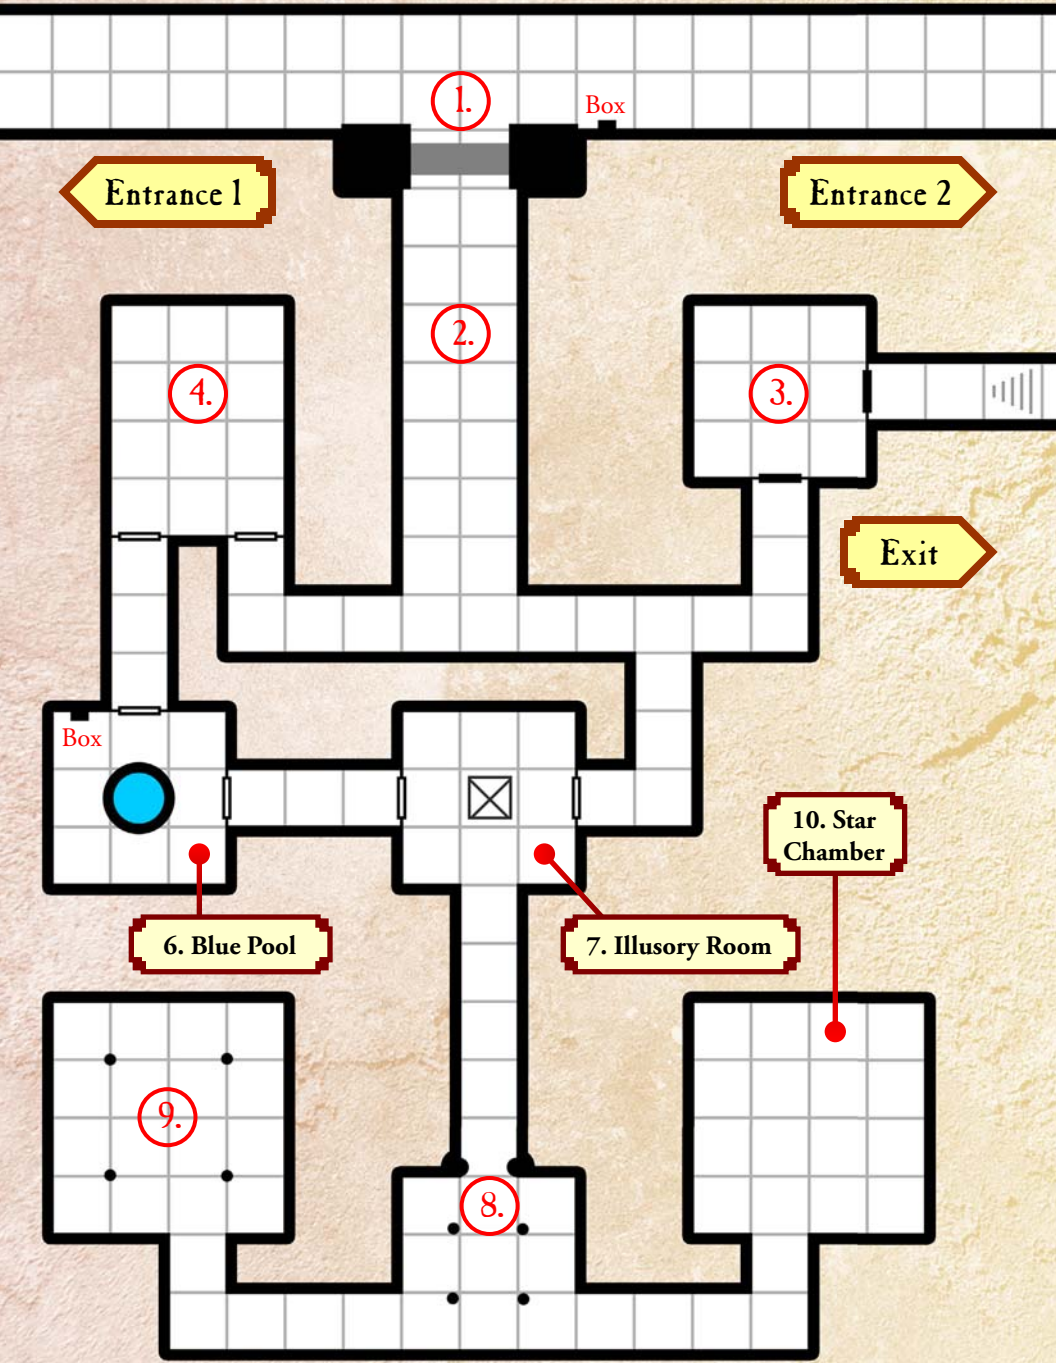 1.
Box
Entrance 1
Entrance 2
2.
4.
3.
Exit
Box
10. Star
Chamber
6. Blue Pool
7. Illusory Room
9.
8.